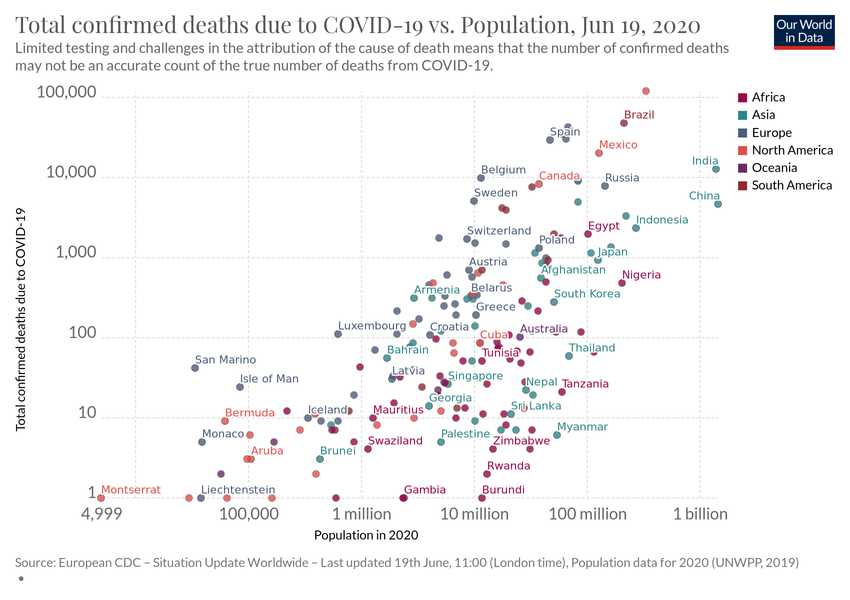 Total confirmed deaths due to COVID-19 vs. Population, Jun 19, 2020
Our World
in Data
Limited testing and challenges in the attribution of the cause of death means that the number of confirmed deaths
may not be an accurate count of the true number of deaths from COVID-19.
100,000
Africa
Asia
Europe
North America
Oceania
South America
Brazil
Spain
Mexico
India
10,000
Belgium
Canada
Russia
Sweden
China
Indonesia
Switzerland
Poland
Egypt
1,000
Japan
Austria
Afghanistan
Nigeria
Armenia
Belarus
South Korea
Greece
Luxembourg
Croatia
Cuba
Australia
100
Bahrain
Tunisia
Thailand
San Marino
Latvia
Isle of Man
Singapore
Nepal
Tanzania
Georgia
Sri Lanka
Bermuda
Iceland
Mauritius
10
Monaco
Swaziland
Palestine
Zimbabwe
Myanmar
Aruba
Brunei
Rwanda
Montserrat
Liechtenstein
Gambia
Burundi
1
4,999
100,000
1 million
10 million
100 million
1 billion
Total confirmed deaths due to COVID-19
Population in 2020
Source: European CDC – Situation Update Worldwide – Last updated 19th June, 11:00 (London time), Population data for 2020 (UNWPP, 2019)